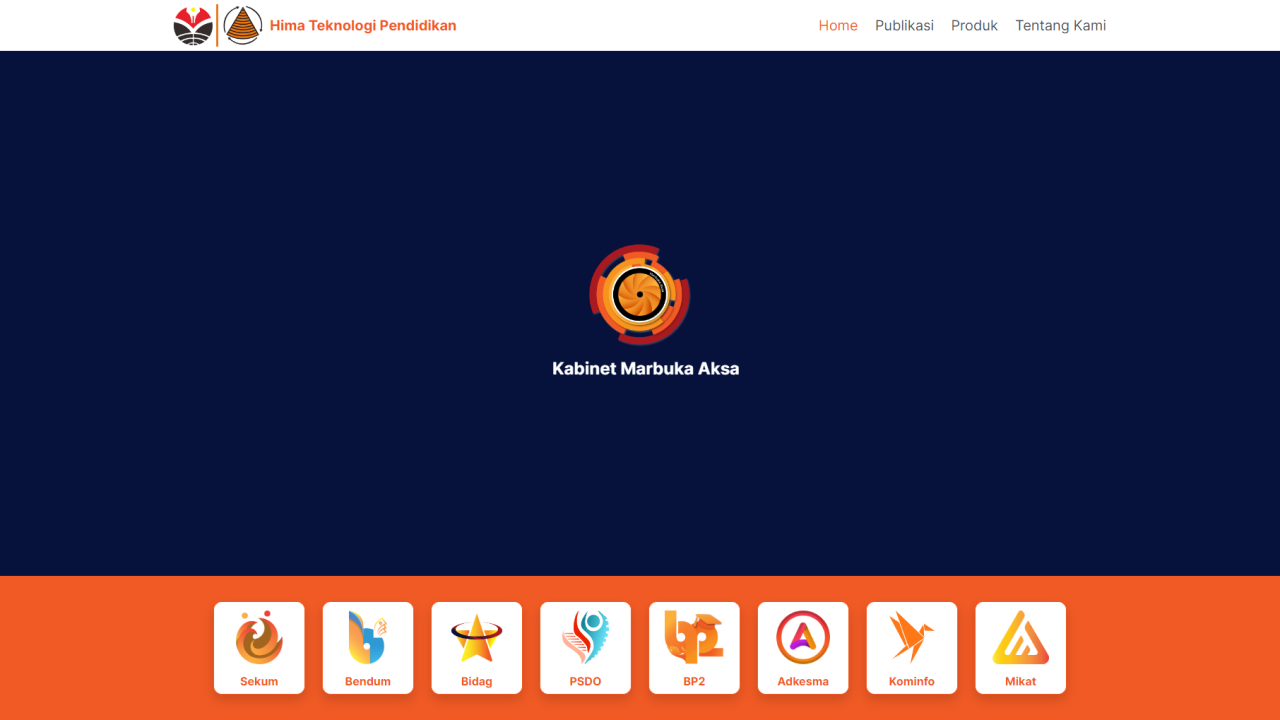 Hima Teknologi Pendidikan
Home Publikasi Produk Tentang Kami
Kabinet Marbuka Aksa
Sekum Bendum Bidag PSDO BP2 Adkesma Kominfo Mikat